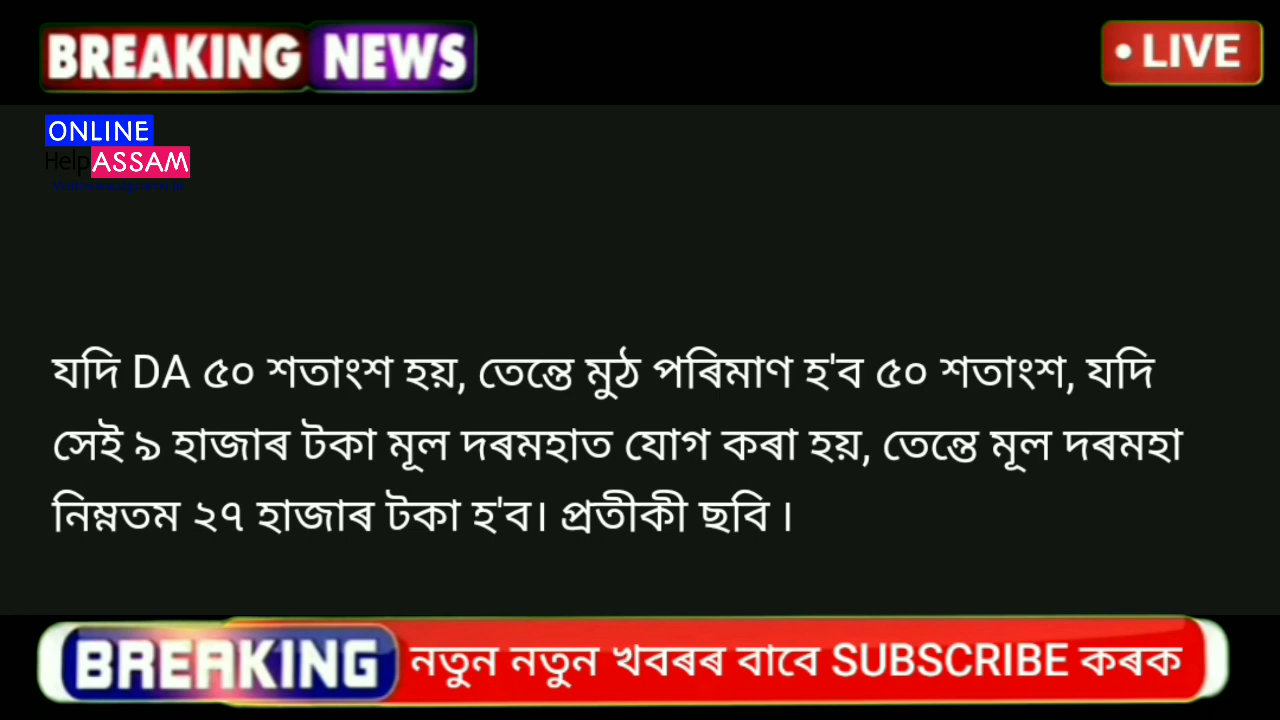 BREAKING NEWS
• LIVE
ONLINE
Help ASSAM
যদি DA ৫০ শতাংশ হয়, তেন্তে মুঠ পৰিমাণ হ'ব ৫০ শতাংশ, যদি
সেই ৯ হাজাৰ টকা মূল দৰমহাত যোগ কৰা হয়, তেন্তে মূল দৰমহা
নিম্নতম ২৭ হাজাৰ টকা হ'ব। প্ৰতীকী ছবি ।
BREAKING নতুন নতুন খবৰৰ বাবে SUBSCRIBE কৰক